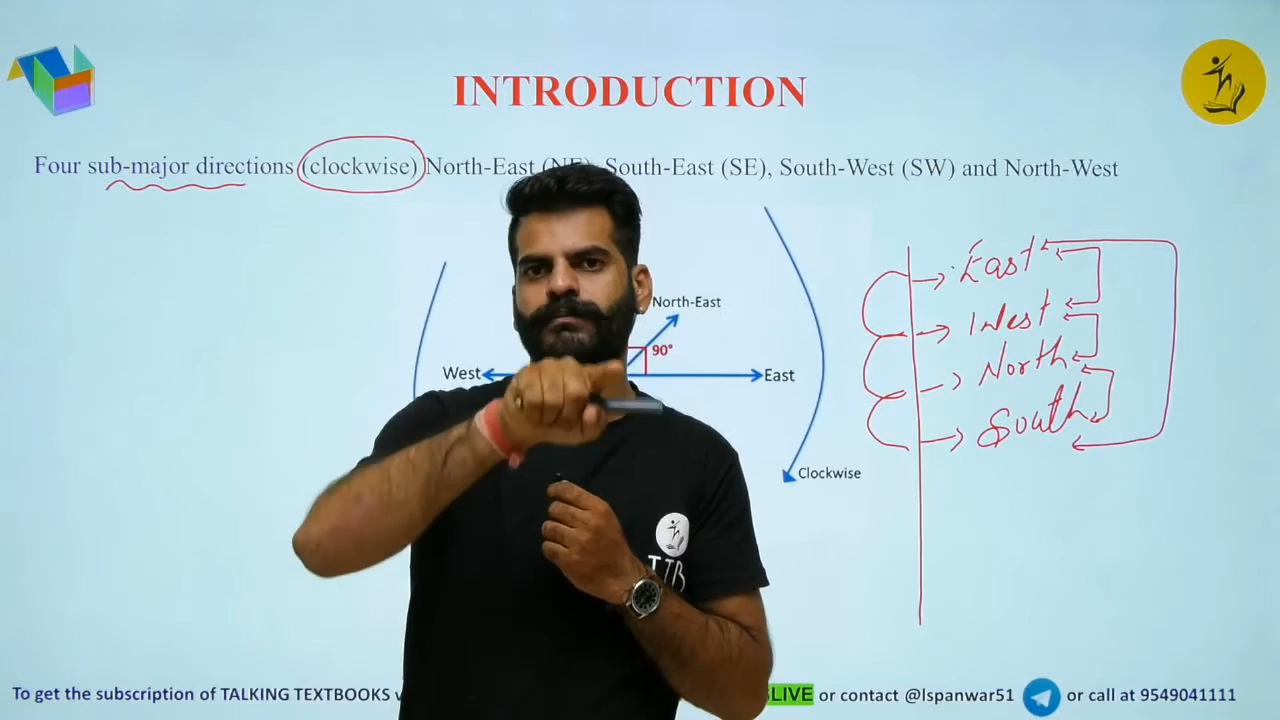 INTRODUCTION
Four sub-major directions (clockwise) North-East (NE), South-East (SE), South-West (SW) and North-West
North-East
90°
West
East
Clockwise
East
West
North
South
TTB
To get the subscription of TALKING TEXTBOOKS
LIVE or contact @lspanwar51 or call at 9549041111